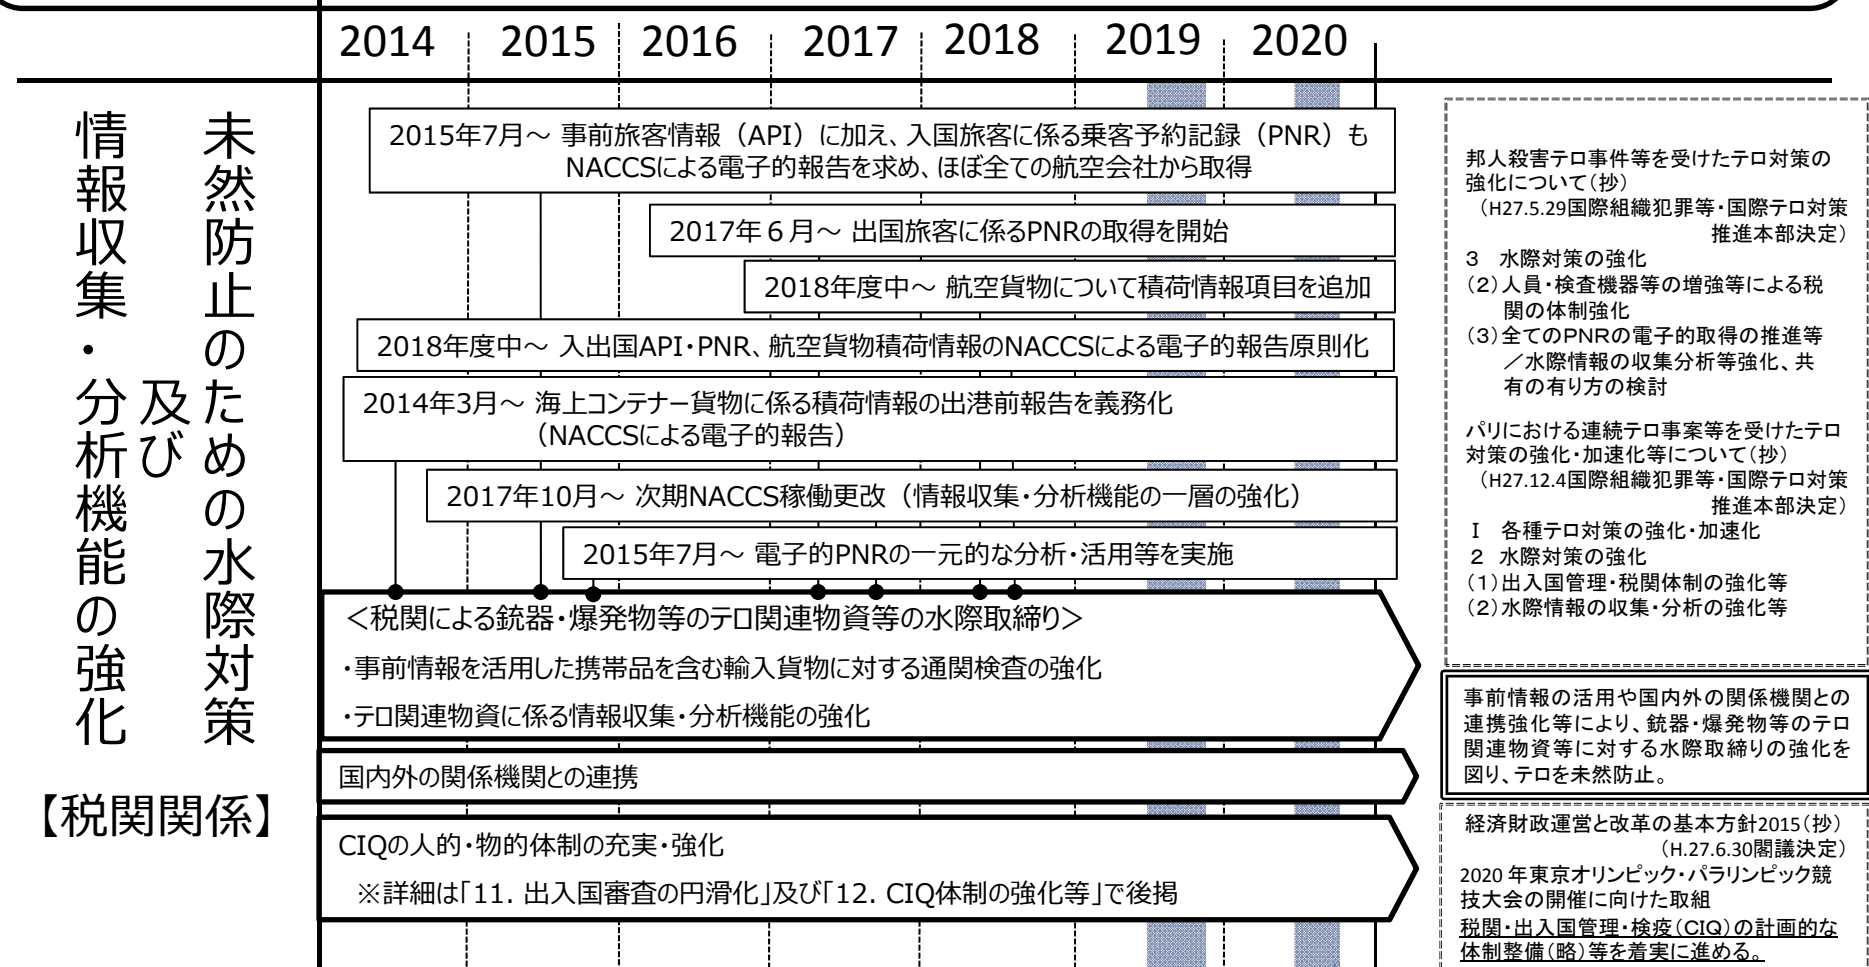 2014 2015 2016 2017 2018 2019 2020
未然防止のための水際対策
及び
情報収集・分析機能の強化
【税関関係】
2015年7月～ 事前旅客情報（API）に加え、入国旅客に係る乗客予約記録（PNR）も
NACCSによる電子的報告を求め、ほぼ全ての航空会社から取得
2017年６月～ 出国旅客に係るPNRの取得を開始
2018年度中～ 航空貨物について積荷情報項目を追加
2018年度中～ 入出国API・PNR、航空貨物積荷情報のNACCSによる電子的報告原則化
2014年3月～ 海上コンテナー貨物に係る積荷情報の出港前報告を義務化
（NACCSによる電子的報告）
2017年10月～ 次期NACCS稼働更改（情報収集・分析機能の一層の強化）
2015年7月～ 電子的PNRの一元的な分析・活用等を実施
＜税関による銃器・爆発物等のテロ関連物資等の水際取締り＞
・事前情報を活用した携帯品を含む輸入貨物に対する通関検査の強化
・テロ関連物資に係る情報収集・分析機能の強化
国内外の関係機関との連携
CIQの人的・物的体制の充実・強化
※詳細は「11. 出入国審査の円滑化」及び「12. CIQ体制の強化等」で後掲
邦人殺害テロ事件等を受けたテロ対策の
強化について（抄）
（H27.5.29国際組織犯罪等・国際テロ対策
推進本部決定）
３　水際対策の強化
（２）人員・検査機器等の増強等による税
関の体制強化
（３）全てのＰＮＲの電子的取得の推進等
／水際情報の収集分析等強化、共
有の有り方の検討
パリにおける連続テロ事案等を受けたテロ
対策の強化・加速化等について（抄）
（H27.12.4国際組織犯罪等・国際テロ対策
推進本部決定）
Ⅰ　各種テロ対策の強化・加速化
２　水際対策の強化
（１）出入国管理・税関体制の強化等
（２）水際情報の収集・分析の強化等
事前情報の活用や国内外の関係機関との
連携強化等により、銃器・爆発物等のテロ
関連物資等に対する水際取締りの強化を
図り、テロを未然防止。
経済財政運営と改革の基本方針2015（抄）
（H.27.6.30閣議決定）
2020 年東京オリンピック・パラリンピック競
技大会の開催に向けた取組
税関・出入国管理・検疫（ＣＩＱ）の計画的な
体制整備（略）等を着実に進める。